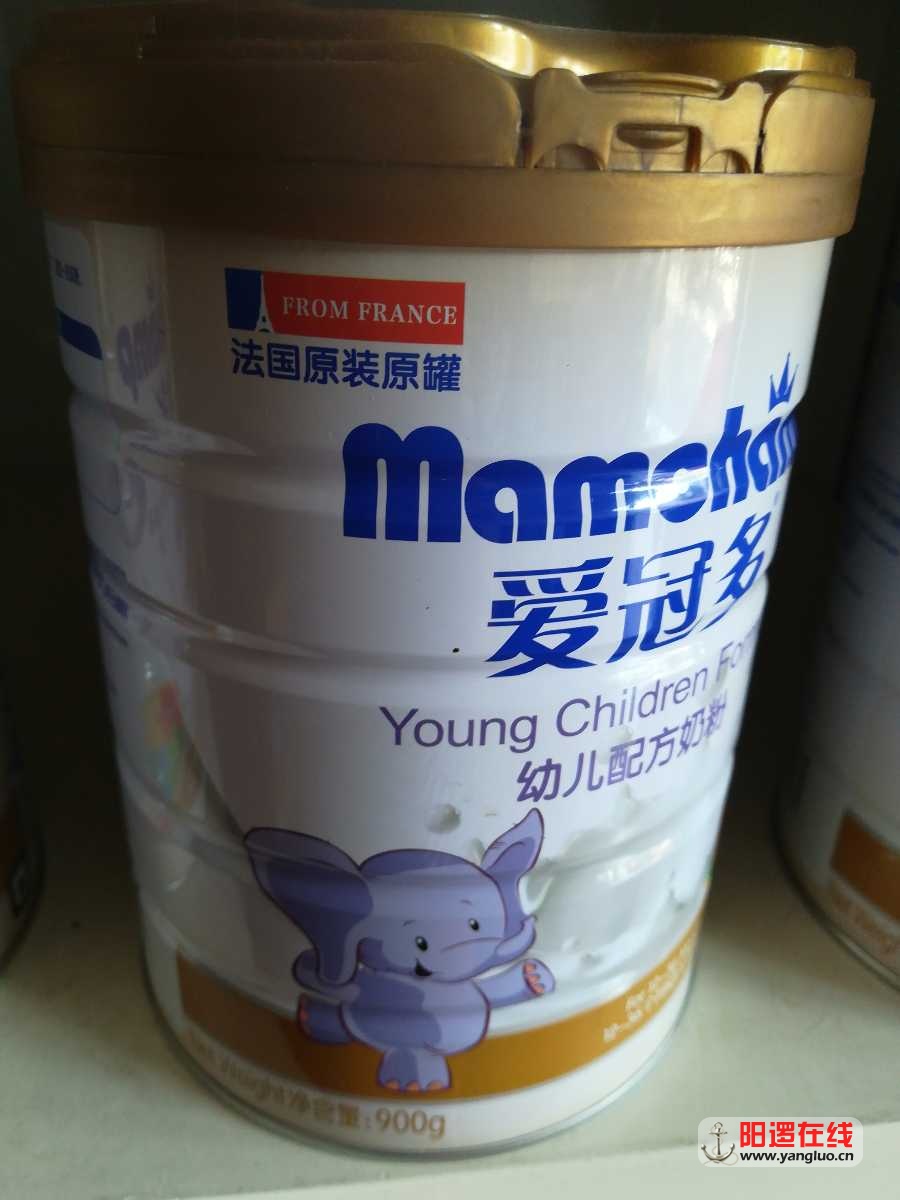 FROM FRANCE
法国原装原罐
mamcha
爱冠多
Young Children For
幼儿配方奶粉
净含量:900g
阳逻在线
www.yangluo.cn